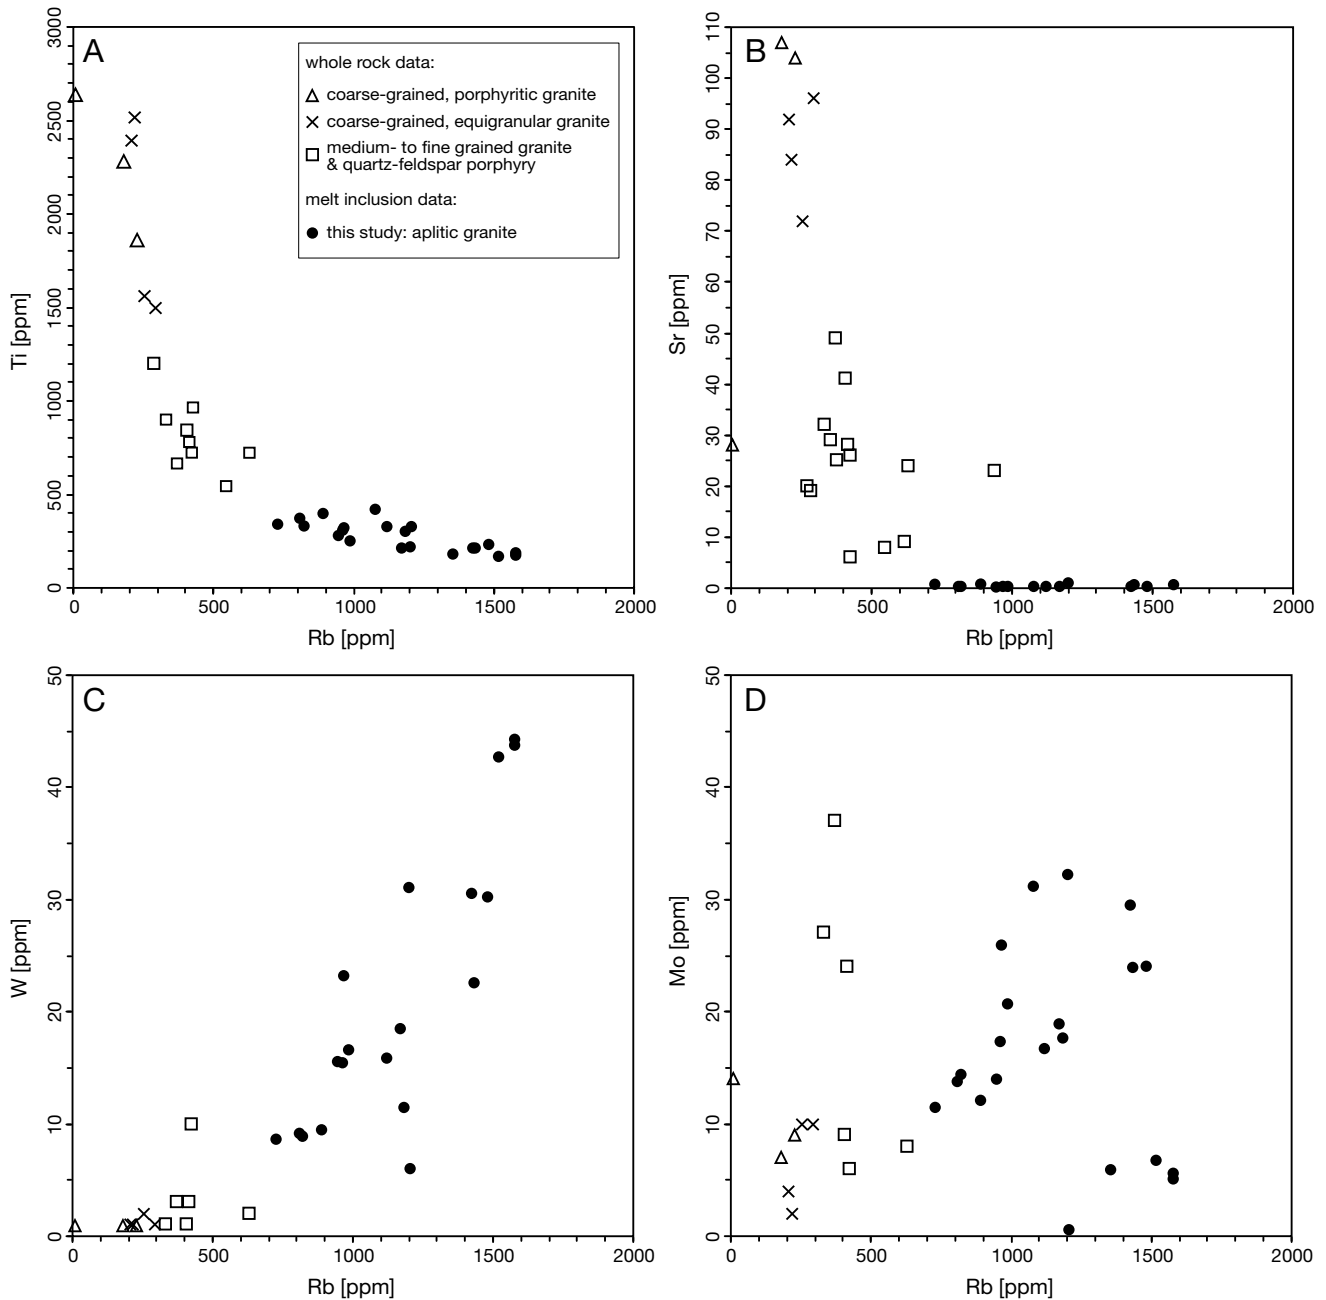 A
Ti [ppm]
3000
2500
2000
1500
1000
500
0
0 500 1000 1500 2000
Rb [ppm]
whole rock data:
coarse-grained, porphyritic granite
coarse-grained, equigranular granite
medium- to fine grained granite
& quartz-feldspar porphyry
melt inclusion data:
this study: aplitic granite
B
Sr [ppm]
110
100
90
80
70
60
50
40
30
20
10
0
0 500 1000 1500 2000
Rb [ppm]
C
W [ppm]
50
40
30
20
10
0
0 500 1000 1500 2000
Rb [ppm]
D
Mo [ppm]
50
40
30
20
10
0
0 500 1000 1500 2000
Rb [ppm]